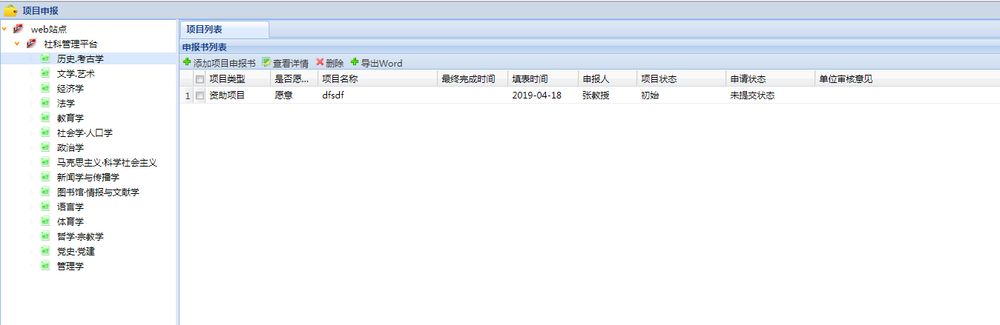 项目申报
web站点
社科管理平台
历史.考古学
文学.艺术
经济学
法学
教育学
社会学·人口学
政治学
马克思主义·科学社会主义
新闻学与传播学
图书馆·情报与文献学
语言学
体育学
哲学·宗教学
党史·党建
管理学
项目列表
申报书列表
添加项目申报书 查看详情 删除 导出Word
项目类型 是否愿... 项目名称 最终完成时间 填表时间 申报人 项目状态 申请状态 单位审核意见
1 资助项目 愿意 dfsdf 2019-04-18 张教授 初始 未提交状态